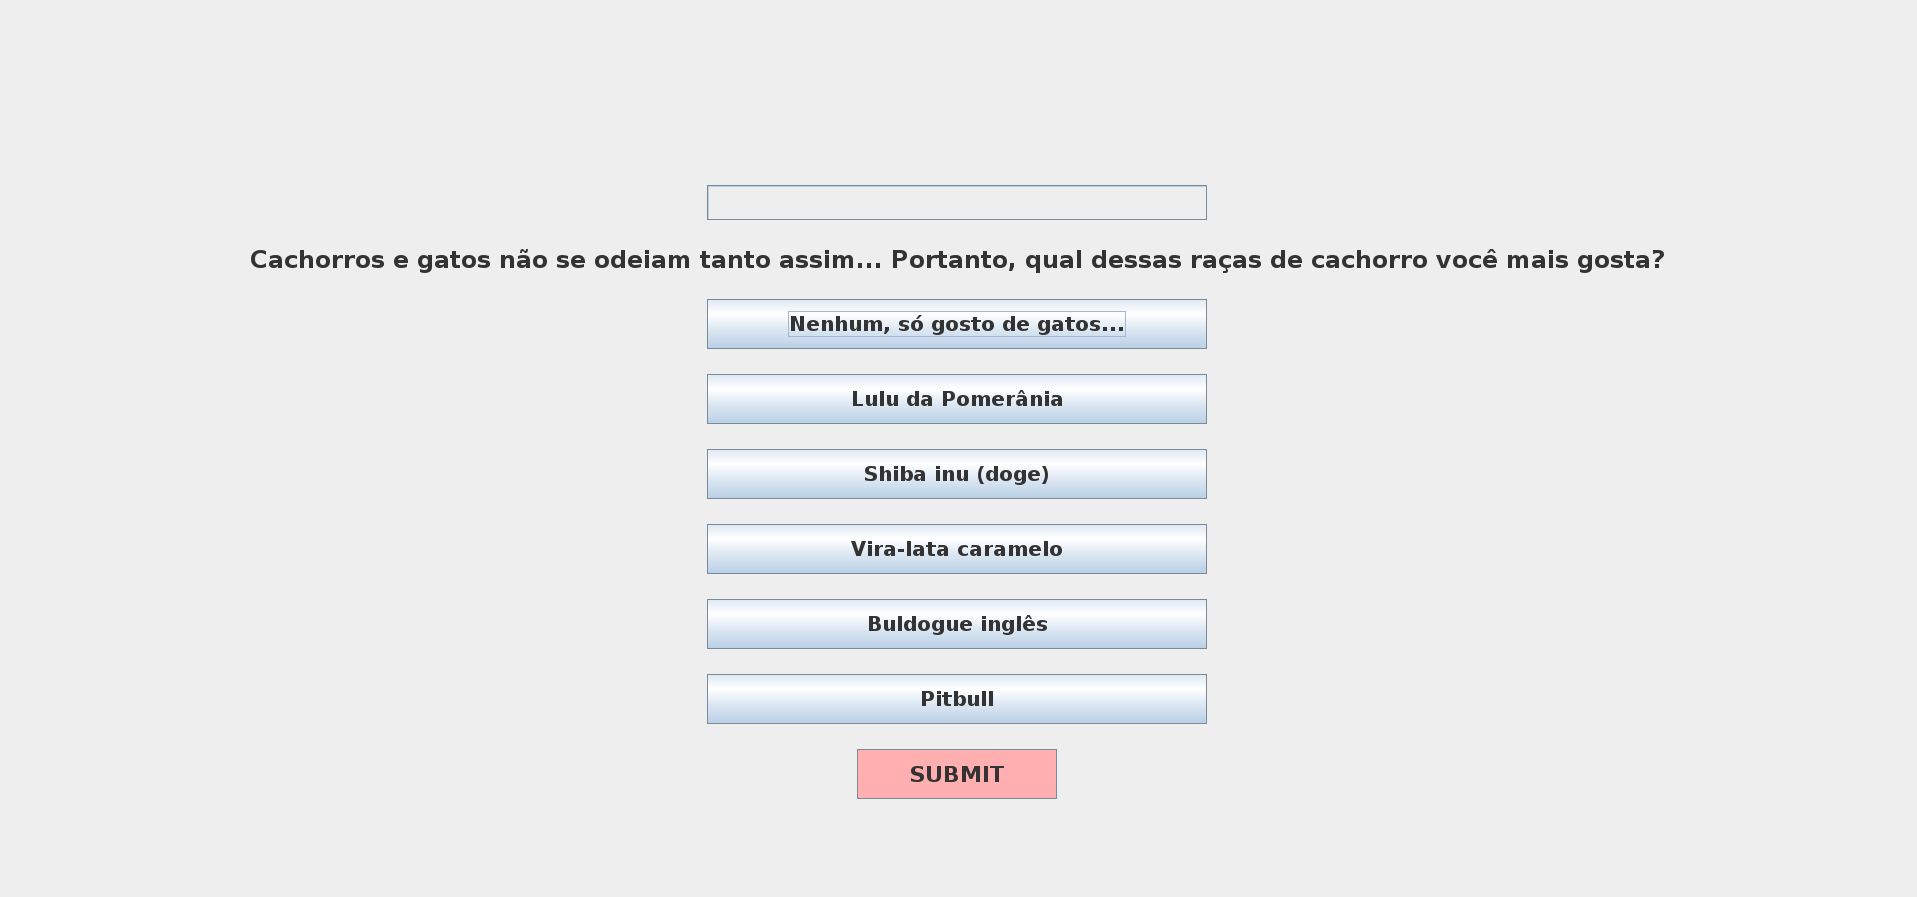 Cachorros e gatos não se odeiam tanto assim... Portanto, qual dessas raças de cachorro você mais gosta?
Nenhum, só gosto de gatos...
Lulu da Pomerânia
Shiba inu (doge)
Vira-lata caramelo
Buldogue inglês
Pitbull
SUBMIT